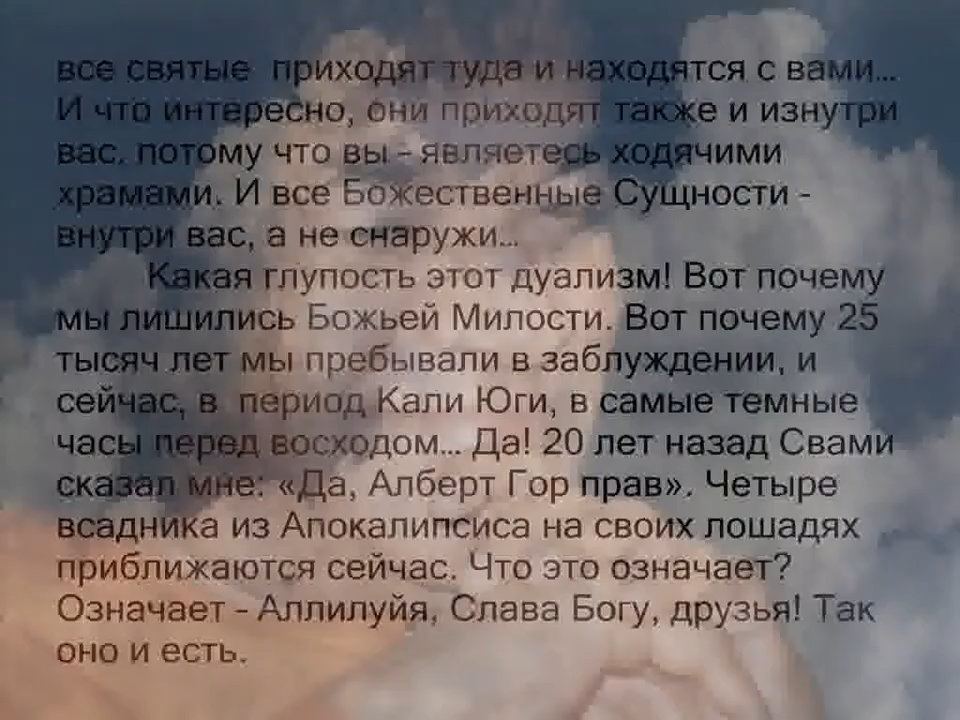 все святые приходят туда и находятся с вами...
И что интересно, они приходят также и изнутри
вас. потому что вы - являетесь ходячими
храмами. И все Божественные Сущности -
внутри вас, а не снаружи...
Какая глупость этот дуализм! Вот почему
мы лишились Божьей Милости. Вот почему 25
тысяч лет мы пребывали в заблуждении, и
сейчас, в период Кали Юги, в самые темные
часы перед восходом... Да! 20 лет назад Свами
сказал мне: «Да, Алберт Гор прав». Четыре
всадника из Апокалипсиса на своих лошадях
приближаются сейчас. Что это означает?
Означает - Аллилуйя, Слава Богу, друзья! Так
оно и есть.